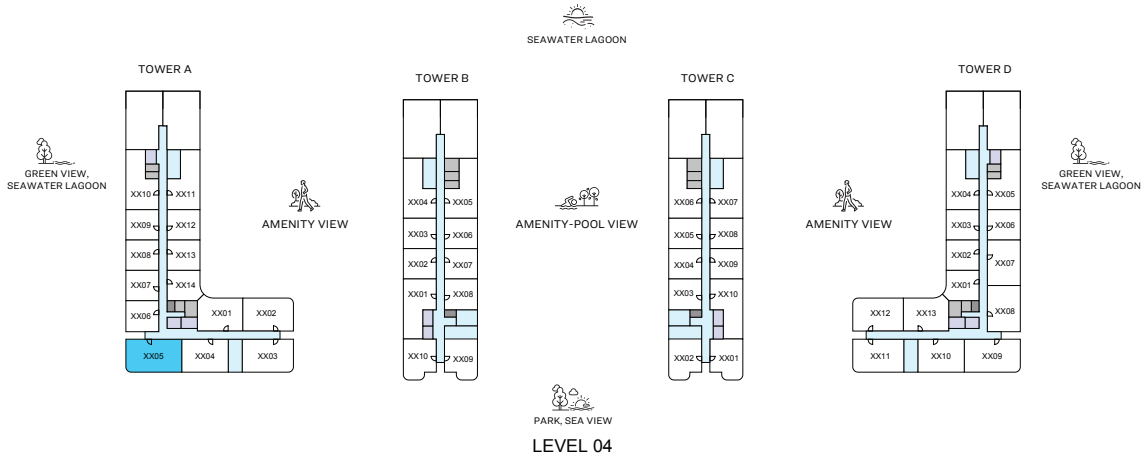 SEAWATER LAGOON
TOWER A
TOWER B
TOWER C
TOWER D
GREEN VIEW,
SEAWATER LAGOON
AMENITY VIEW
AMENITY-POOL VIEW
AMENITY VIEW
GREEN VIEW,
SEAWATER LAGOON
XX10 XX11
XX09 XX12
XX08 XX13
XX07 XX14
XX06 XX01 XX02
XX05 XX04 XX03
XX04 XX05
XX03 XX06
XX02 XX07
XX01 XX08
XX10 XX09
XX06 XX07
XX05 XX08
XX04 XX09
XX03 XX10
XX02 XX01
XX04 XX05
XX03 XX06
XX02 XX07
XX01
XX12 XX13 XX08
XX11 XX10 XX09
PARK, SEA VIEW
LEVEL 04